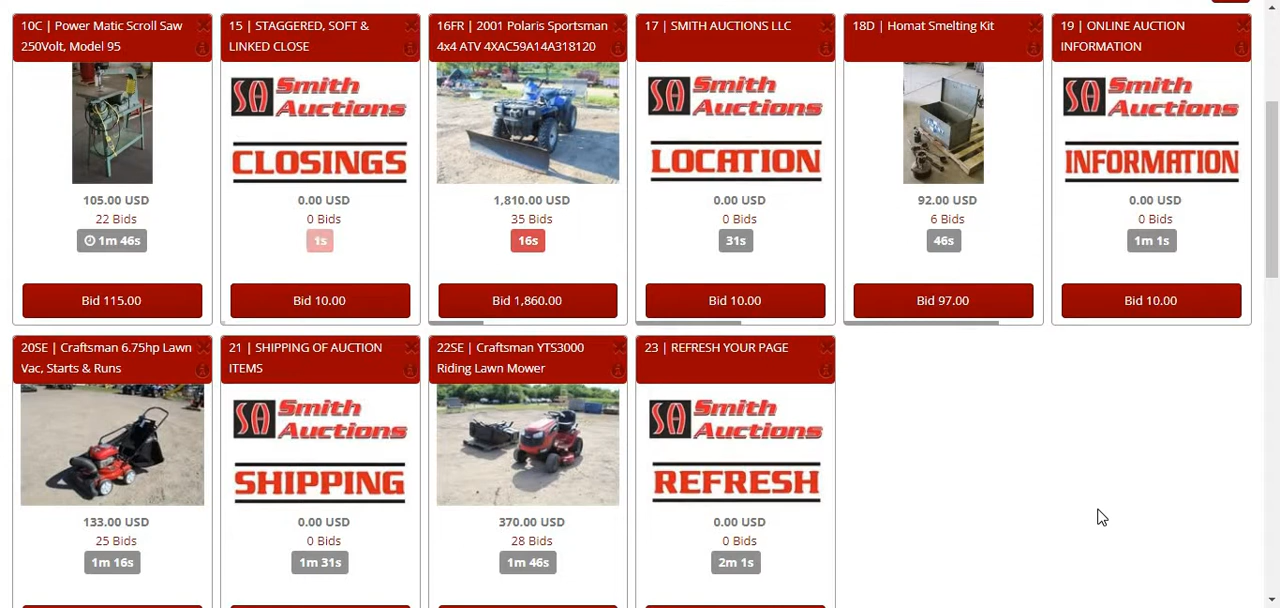 10C | Power Matic Scroll Saw
250Volt, Model 95
105.00 USD
22 Bids
1m 46s
Bid 115.00
15 | STAGGERED, SOFT &
LINKED CLOSE
SA Smith
Auctions
CLOSINGS
0.00 USD
0 Bids
1s
Bid 10.00
16FR | 2001 Polaris Sportsman
4x4 ATV 4XAC59A14A318120
1,810.00 USD
35 Bids
16s
Bid 1,860.00
17 | SMITH AUCTIONS LLC
SA Smith
Auctions
LOCATION
0.00 USD
0 Bids
31s
Bid 10.00
18D | Homat Smelting Kit
92.00 USD
6 Bids
46s
Bid 97.00
19 | ONLINE AUCTION
INFORMATION
SA Smith
Auctions
INFORMATION
0.00 USD
0 Bids
1m 1s
Bid 10.00
20SE | Craftsman 6.75hp Lawn
Vac, Starts & Runs
133.00 USD
25 Bids
1m 16s
21 | SHIPPING OF AUCTION
ITEMS
SA Smith
Auctions
SHIPPING
0.00 USD
0 Bids
1m 31s
22SE | Craftsman YTS3000
Riding Lawn Mower
370.00 USD
28 Bids
1m 46s
23 | REFRESH YOUR PAGE
SA Smith
Auctions
REFRESH
0.00 USD
0 Bids
2m 1s